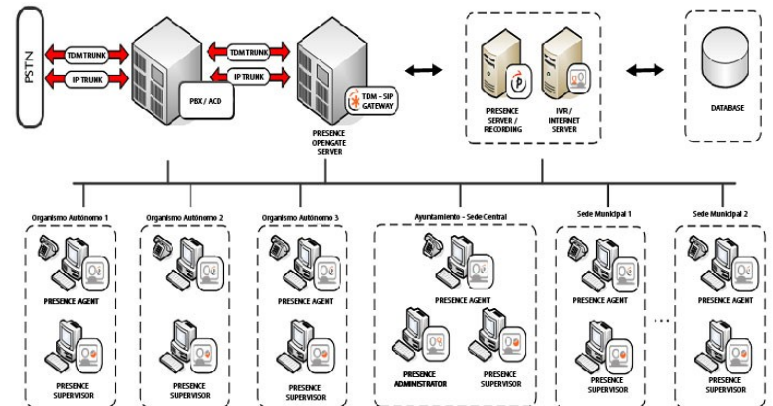 PSTN
TDM TRUNK
IP TRUNK
PBX / ACD
TDM TRUNK
IP TRUNK
TDM - SIP
GATEWAY
PRESENCE
OPENGATE
SERVER
PRESENCE
SERVER /
RECORDING
IVR /
INTERNET
SERVER
DATABASE
Organismo Autónomo 1
PRESENCE AGENT
PRESENCE
SUPERVISOR
Organismo Autónomo 2
PRESENCE
SUPERVISOR
Organismo Autónomo 3
PRESENCE AGENT
PRESENCE
SUPERVISOR
Ayuntamiento - Sede Central
PRESENCE AGENT
PRESENCE
ADMINISTRATOR
PRESENCE
SUPERVISOR
Sede Municipal 1
PRESENCE AGENT
PRESENCE
SUPERVISOR
....
Sede Municipal 2
PRESENCE AGENT
PRESENCE
SUPERVISOR